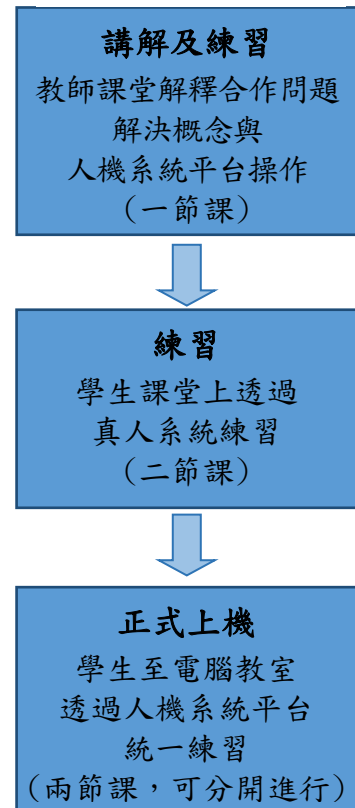 講解及練習
教師課堂解釋合作問題
解決概念與
人機系統平台操作
（一節課）
練習
學生課堂上透過
真人系統練習
（二節課）
正式上機
學生至電腦教室
透過人機系統平台
統一練習
（兩節課，可分開進行）